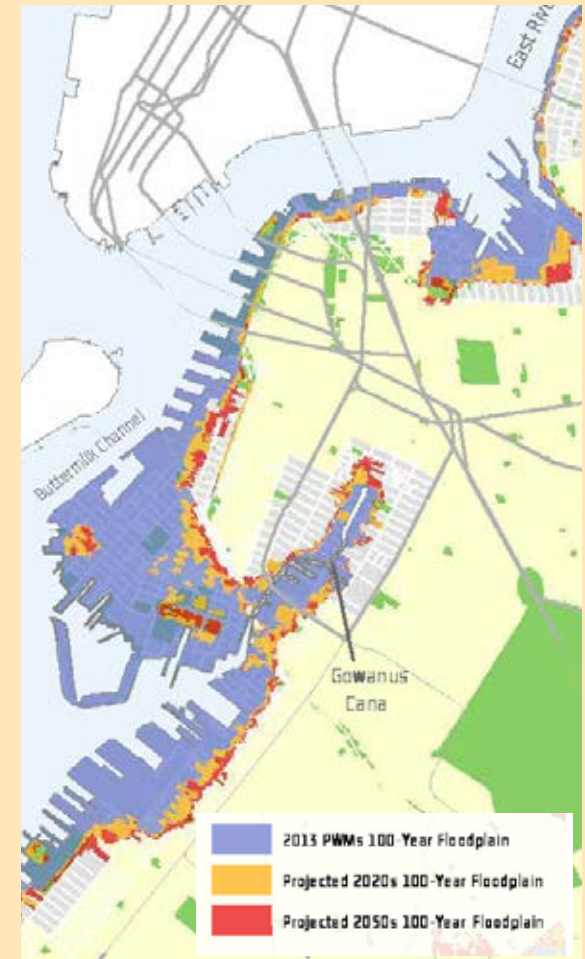 East Rive
Buttermilk Channel
Gowanus
Cana
2013 PWMs 100-Year Floodplain
Projected 2020s 100-Year Floodplain
Projected 2050s 100-Year Floodplain